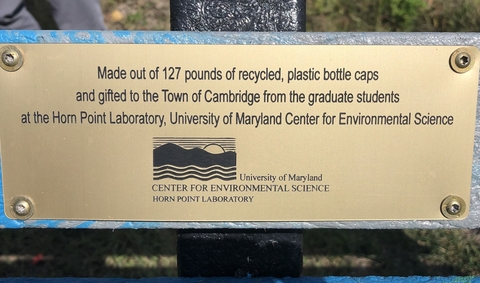 Made out of 127 pounds of recycled, plastic bottle caps
and gifted to the Town of Cambridge from the graduate students
at the Horn Point Laboratory, University of Maryland Center for Environmental Science
University of Maryland
CENTER FOR ENVIRONMENTAL SCIENCE
HORN POINT LABORATORY